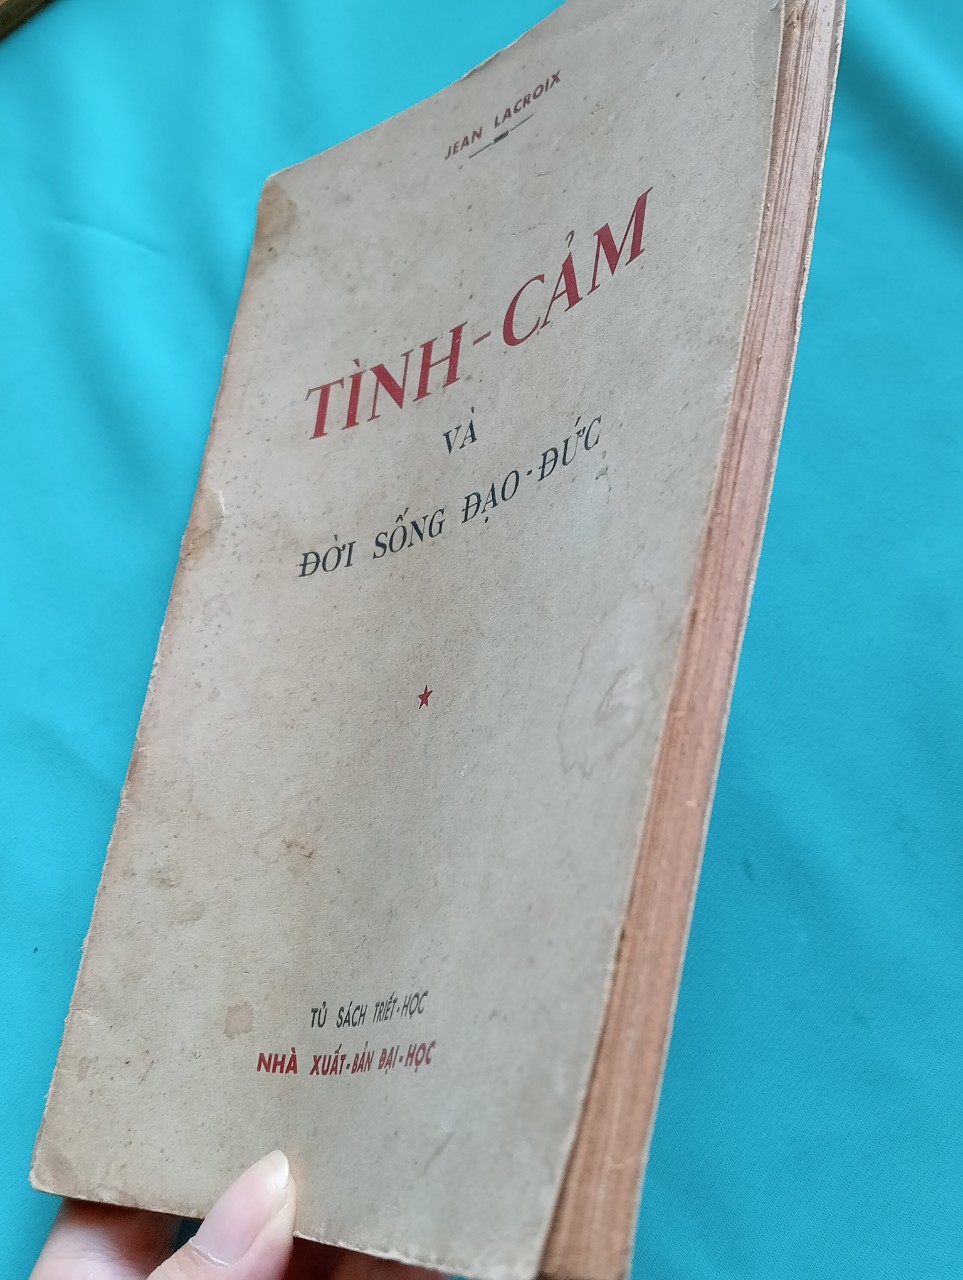 JEAN LACROIX
TÌNH-CẢM
VÀ
ĐỜI SỐNG ĐẠO-ĐỨC
TỦ SÁCH TRIẾT-HỌC
NHÀ XUẤT-BẢN ĐẠI-HỌC